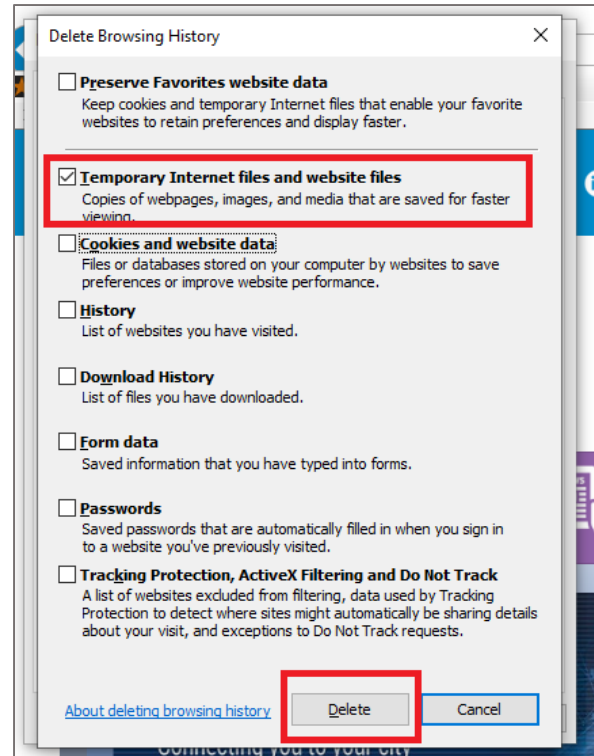 Delete Browsing History
Preserve Favorites website data
Keep cookies and temporary Internet files that enable your favorite
websites to retain preferences and display faster.
Temporary Internet files and website files
Copies of webpages, images, and media that are saved for faster
viewing.
Cookies and website data
Files or databases stored on your computer by websites to save
preferences or improve website performance.
History
List of websites you have visited.
Download History
List of files you have downloaded.
Form data
Saved information that you have typed into forms.
Passwords
Saved passwords that are automatically filled in when you sign in
to a website you've previously visited.
Tracking Protection, ActiveX Filtering and Do Not Track
A list of websites excluded from filtering, data used by Tracking
Protection to detect where sites might automatically be sharing details
about your visit, and exceptions to Do Not Track requests.
About deleting browsing history Delete Cancel
Connecting you to your city